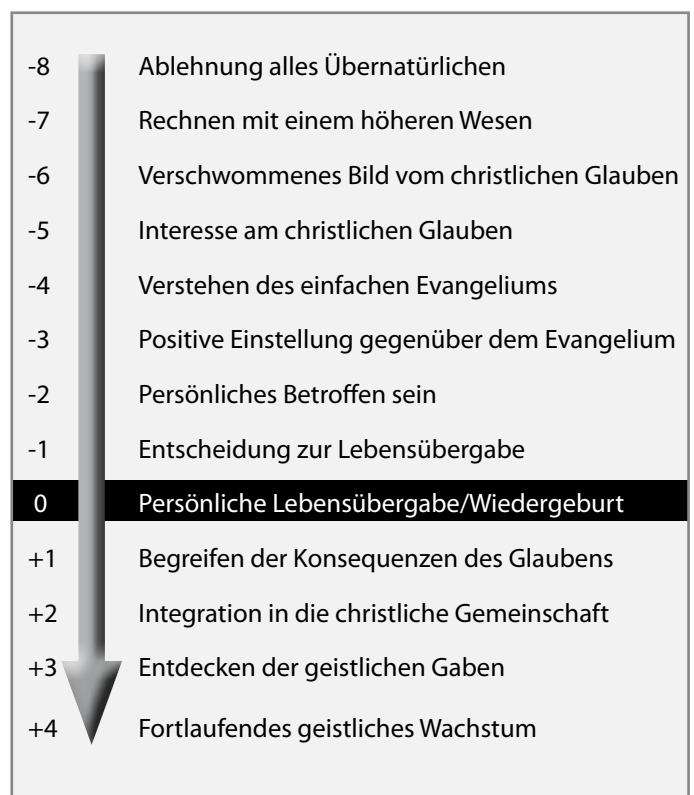 -8 Ablehnung alles Übernatürlichen
-7 Rechnen mit einem höheren Wesen
-6 Verschwommenes Bild vom christlichen Glauben
-5 Interesse am christlichen Glauben
-4 Verstehen des einfachen Evangeliums
-3 Positive Einstellung gegenüber dem Evangelium
-2 Persönliches Betroffen sein
-1 Entscheidung zur Lebensübergabe
0 Persönliche Lebensübergabe/Wiedergeburt
+1 Begreifen der Konsequenzen des Glaubens
+2 Integration in die christliche Gemeinschaft
+3 Entdecken der geistlichen Gaben
+4 Fortlaufendes geistliches Wachstum